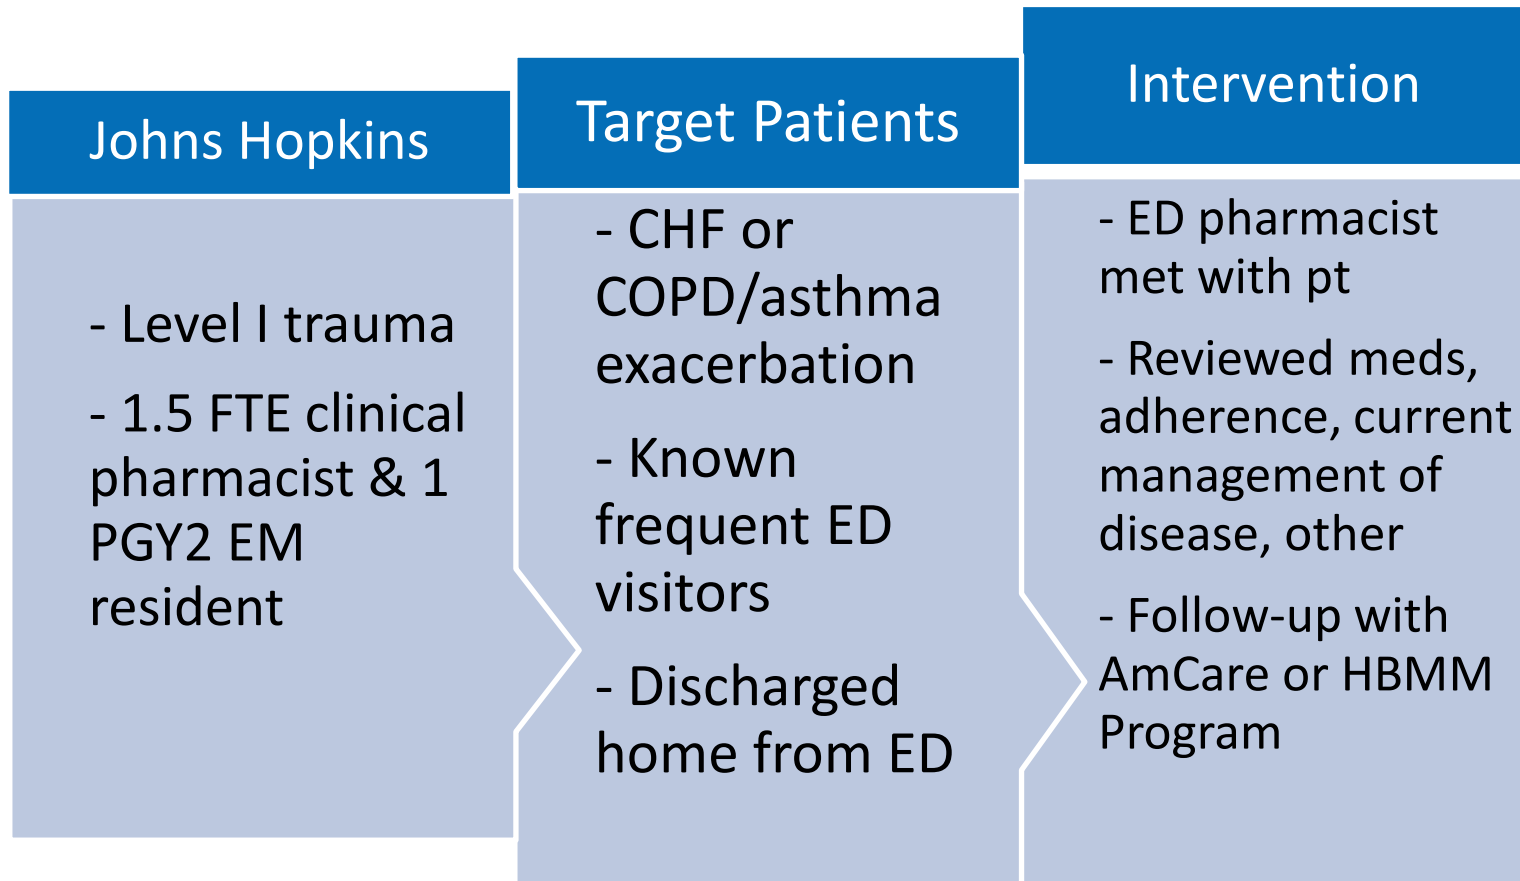 Johns Hopkins
- Level I trauma
- 1.5 FTE clinical
pharmacist & 1
PGY2 EM
resident
Target Patients
- CHF or
COPD/asthma
exacerbation
- Known
frequent ED
visitors
- Discharged
home from ED
Intervention
- ED pharmacist
met with pt
- Reviewed meds,
adherence, current
management of
disease, other
- Follow-up with
AmCare or HBMM
Program